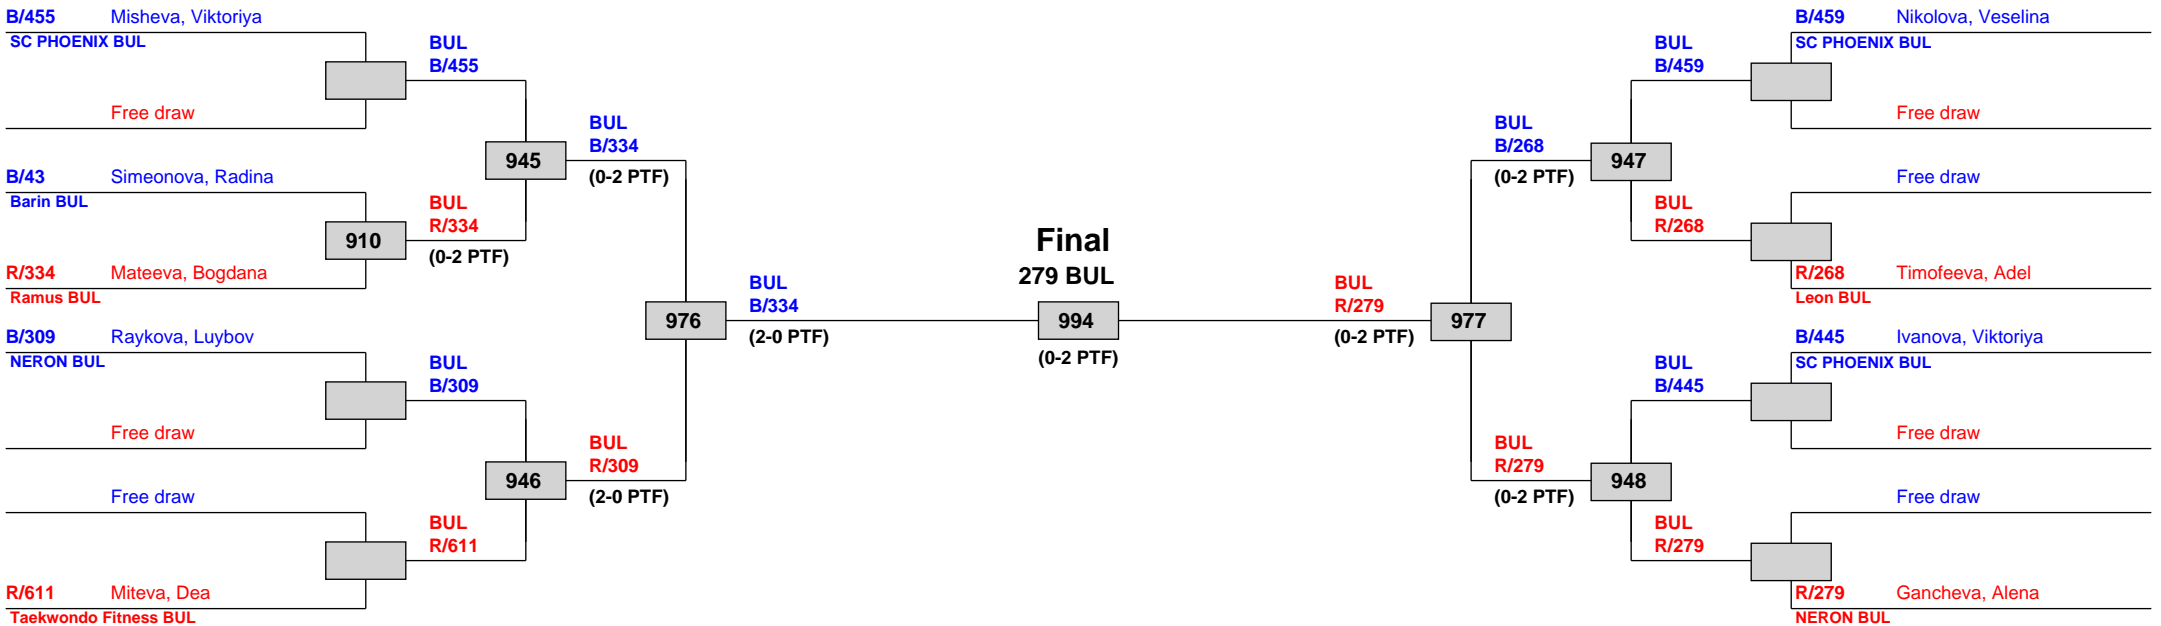 B/455 Misheva, Viktoriya
SC PHOENIX BUL
Free draw
B/43 Simeonova, Radina
Barin BUL
R/334 Mateeva, Bogdana
Ramus BUL
B/309 Raykova, Luybov
NERON BUL
Free draw
Free draw
R/611 Miteva, Dea
Taekwondo Fitness BUL
910
BUL
B/455
BUL
R/334
(0-2 PTF)
BUL
B/309
BUL
R/611
945
946
BUL
B/334
(0-2 PTF)
BUL
R/309
(2-0 PTF)
976
BUL
B/334
(2-0 PTF)
Final
279 BUL
994
(0-2 PTF)
BUL
R/279
(0-2 PTF)
977
BUL
B/268
(0-2 PTF)
BUL
R/279
(0-2 PTF)
947
948
BUL
B/459
BUL
R/268
BUL
B/445
BUL
R/279
B/459 Nikolova, Veselina
SC PHOENIX BUL
Free draw
Free draw
R/268 Timofeeva, Adel
Leon BUL
B/445 Ivanova, Viktoriya
SC PHOENIX BUL
Free draw
Free draw
R/279 Gancheva, Alena
NERON BUL